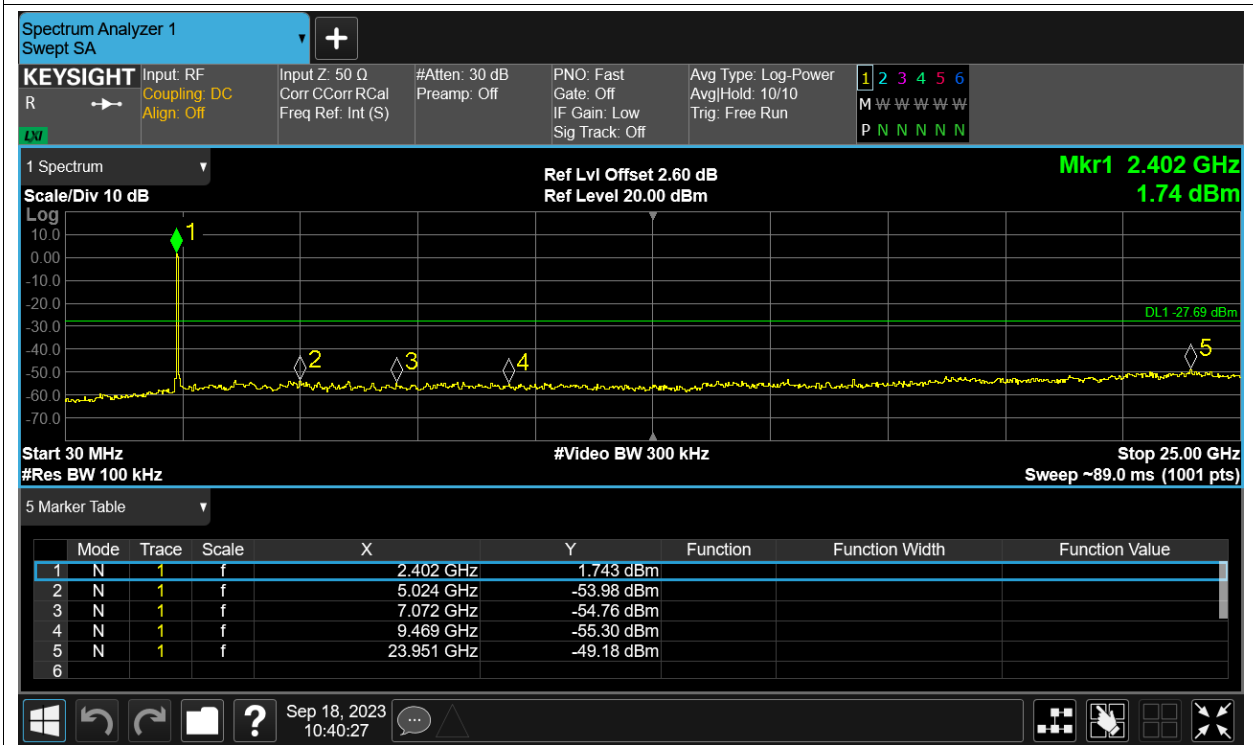 Spectrum Analyzer 1
Swept SA
KEYSIGHT
R
LXI
Input: RF
Coupling: DC
Align: Off
Input Z: 50 Ω
Corr CCorr RCal
Freq Ref: Int (S)
#Atten: 30 dB
Preamp: Off
PNO: Fast
Gate: Off
IF Gain: Low
Sig Track: Off
Avg Type: Log-Power
Avg|Hold: 10/10
Trig: Free Run
1 2 3 4 5 6
M W W W W W
P N N N N N
1 Spectrum
Scale/Div 10 dB
Ref Lvl Offset 2.60 dB
Ref Level 20.00 dBm
Mkr1 2.402 GHz
1.74 dBm
Log
10.0
0.00
-10.0
-20.0
-30.0
-40.0
-50.0
-60.0
-70.0
1
2
3
4
5
DL1 -27.69 dBm
Start 30 MHz
#Video BW 300 kHz
Stop 25.00 GHz
#Res BW 100 kHz
Sweep ~89.0 ms (1001 pts)
5 Marker Table
Mode Trace Scale X Y Function Function Width Function Value
1 N 1 f 2.402 GHz 1.743 dBm
2 N 1 f 5.024 GHz -53.98 dBm
3 N 1 f 7.072 GHz -54.76 dBm
4 N 1 f 9.469 GHz -55.30 dBm
5 N 1 f 23.951 GHz -49.18 dBm
6
?
Sep 18, 2023
10:40:27